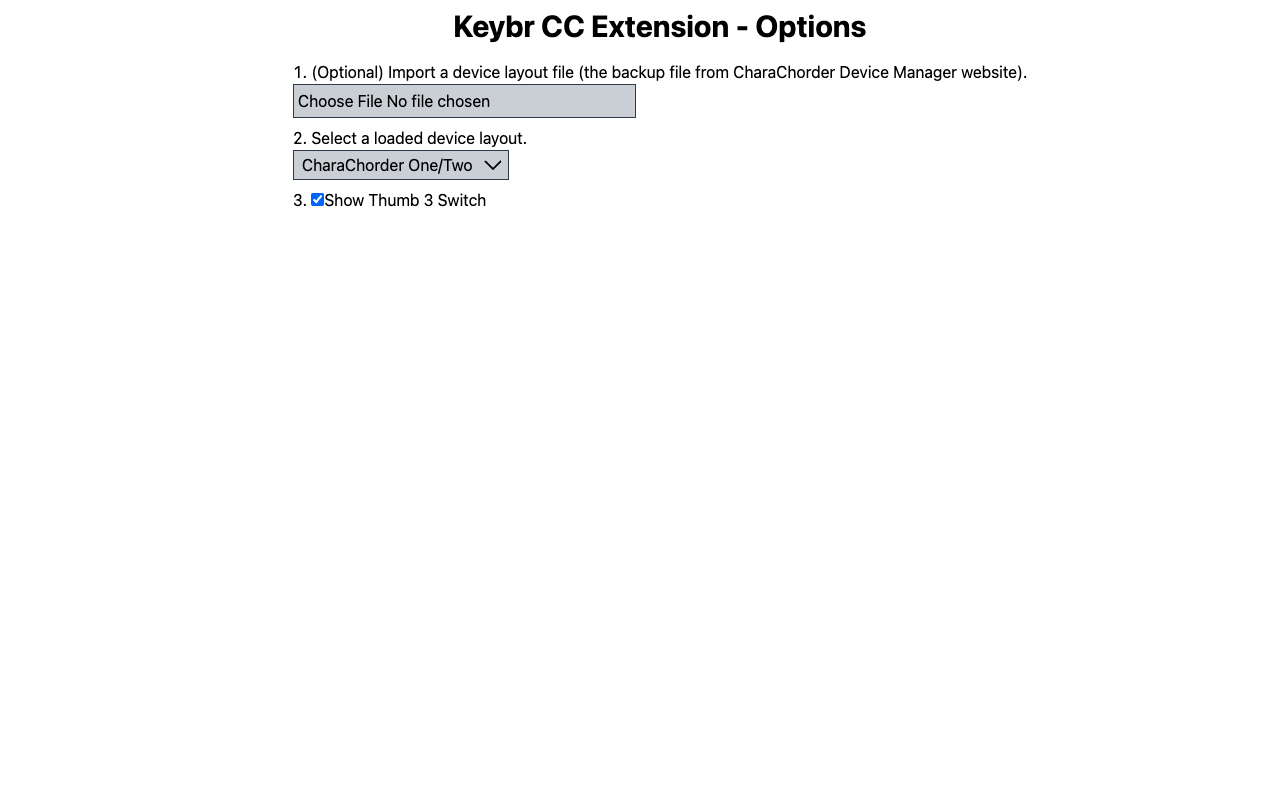 Keybr CC Extension - Options
1. (Optional) Import a device layout file (the backup file from CharaChorder Device Manager website).
Choose File No file chosen
2. Select a loaded device layout.
CharaChorder One/Two
3. Show Thumb 3 Switch